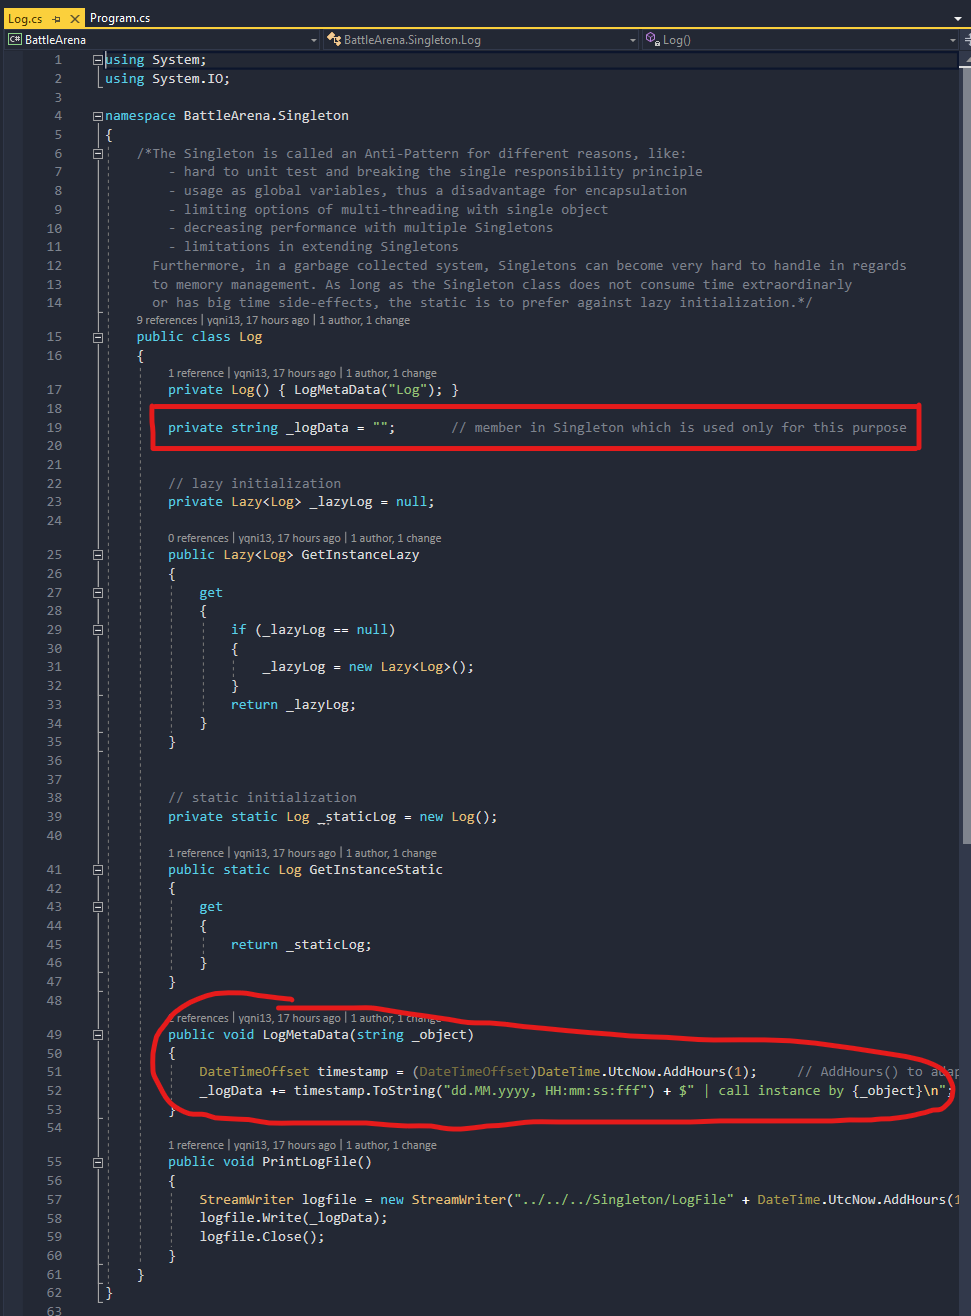 Log.cs Program.cs
BattleArena BattleArena.Singleton.Log Log()
1 using System;
2 using System.IO;
3
4 namespace BattleArena.Singleton
5 {
6 /*The Singleton is called an Anti-Pattern for different reasons, like:
7 - hard to unit test and breaking the single responsibility principle
8 - usage as global variables, thus a disadvantage for encapsulation
9 - limiting options of multi-threading with single object
10 - decreasing performance with multiple Singletons
11 - limitations in extending Singletons
12 Furthermore, in a garbage collected system, Singletons can become very hard to handle in regards
13 to memory management. As long as the Singleton class does not consume time extraordinarly
14 or has big time side-effects, the static is to prefer against lazy initialization.*/
9 references | yqni13, 17 hours ago | 1 author, 1 change
15 public class Log
16 {
1 reference | yqni13, 17 hours ago | 1 author, 1 change
17 private Log() { LogMetaData("Log"); }
18
19 private string _logData = ""; // member in Singleton which is used only for this purpose
20
21
22 // lazy initialization
23 private Lazy<Log> _lazyLog = null;
24
0 references | yqni13, 17 hours ago | 1 author, 1 change
25 public Lazy<Log> GetInstanceLazy
26 {
27 get
28 {
29 if (_lazyLog == null)
30 {
31 _lazyLog = new Lazy<Log>();
32 }
33 return _lazyLog;
34 }
35 }
36
37
38 // static initialization
39 private static Log _staticLog = new Log();
40
1 reference | yqni13, 17 hours ago | 1 author, 1 change
41 public static Log GetInstanceStatic
42 {
43 get
44 {
45 return _staticLog;
46 }
47 }
48
references | yqni13, 17 hours ago | 1 author, 1 change
49 public void LogMetaData(string _object)
50 {
51 DateTimeOffset timestamp = (DateTimeOffset)DateTime.UtcNow.AddHours(1); // AddHours() to adap
52 _logData += timestamp.ToString("dd.MM.yyyy, HH:mm:ss:fff") + $" | call instance by {_object}\n";
53 }
54
1 reference | yqni13, 17 hours ago | 1 author, 1 change
55 public void PrintLogFile()
56 {
57 StreamWriter logfile = new StreamWriter("../../../Singleton/LogFile" + DateTime.UtcNow.AddHours(1
58 logfile.Write(_logData);
59 logfile.Close();
60 }
61 }
62 }
63